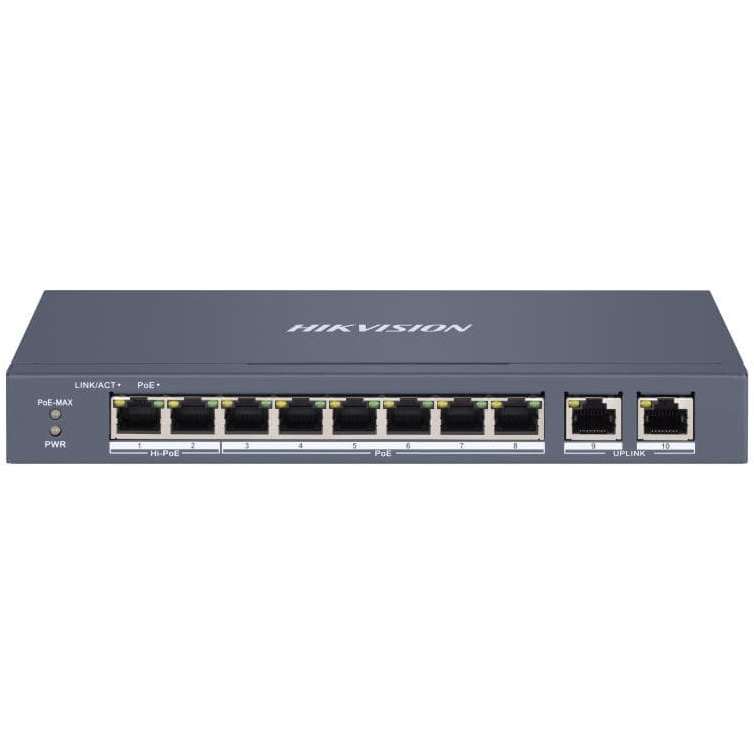 HIKVISION
LINK/ACT PoE
PoE-MAX
PWR
1 2 3 4 5 6 7 8 9 10
Hi-PoE PoE UPLINK